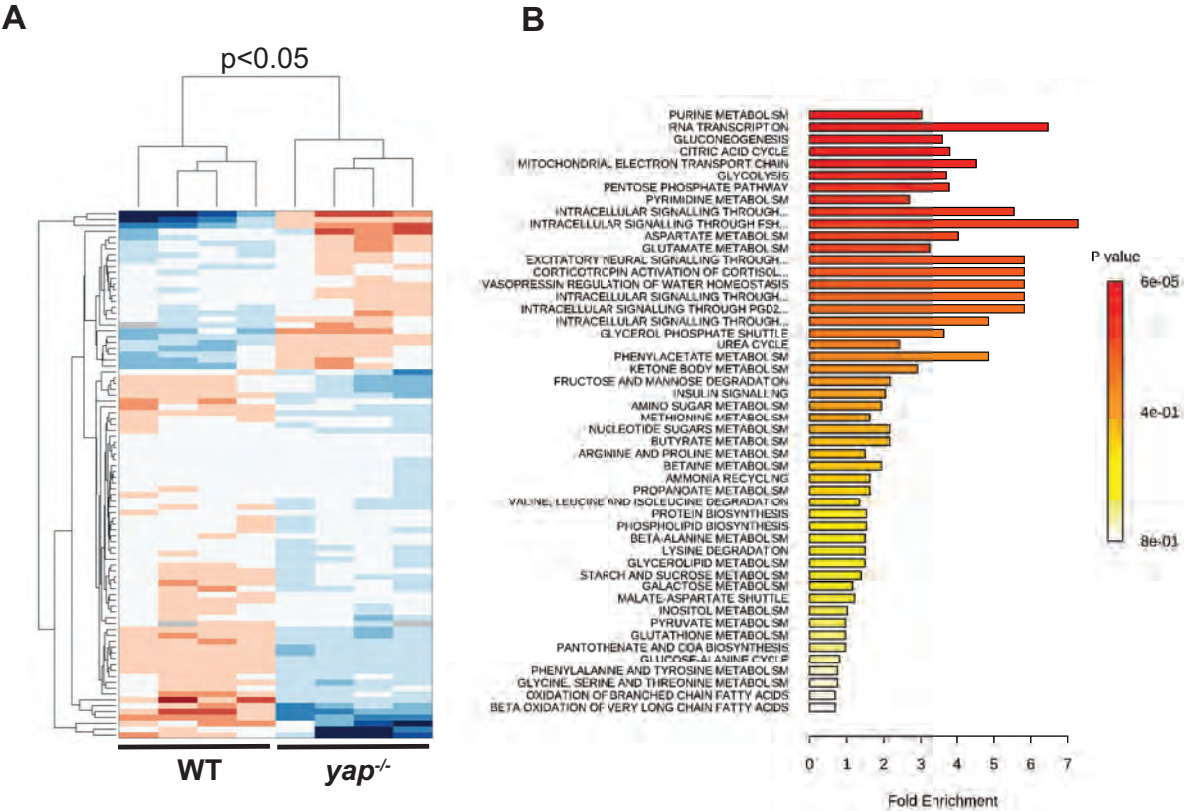 A
B
p<0.05
WT
yap-/-
PURINE METABOLISM
RNA TRANSCRIPTION
GLUCONEOGENESIS
CITRIC ACID CYCLE
MITOCHONDRIAL ELECTRON TRANSPORT CHAIN
GLYCOLYSIS
PENTOSE PHOSPHATE PATHWAY
PYRIMIDINE METABOLISM
INTRACELLULAR SIGNALLING THROUGH...
INTRACELLULAR SIGNALLING THROUGH FSH...
ASPARTATE METABOLISM
GLUTAMATE METABOLISM
EXCITATORY NEURAL SIGNALLING THROUGH...
CORTICOTROPIN ACTIVATION OF CORTISOL...
VASOPRESSIN REGULATION OF WATER HOMEOSTASIS
INTRACELLULAR SIGNALLING THROUGH...
INTRACELLULAR SIGNALLING THROUGH PGD2...
INTRACELLULAR SIGNALLING THROUGH...
GLYCEROL PHOSPHATE SHUTTLE
UREA CYCLE
PHENYLACETATE METABOLISM
KETONE BODY METABOLISM
FRUCTOSE AND MANNOSE DEGRADATION
INSULIN SIGNALLING
AMINO SUGAR METABOLISM
METHIONINE METABOLISM
NUCLEOTIDE SUGARS METABOLISM
BUTYRATE METABOLISM
ARGININE AND PROLINE METABOLISM
BETAINE METABOLISM
AMMONIA RECYCLING
PROPANOATE METABOLISM
VALINE, LEUCINE AND ISOLEUCINE DEGRADATION
PROTEIN BIOSYNTHESIS
PHOSPHOLIPID BIOSYNTHESIS
BETA-ALANINE METABOLISM
LYSINE DEGRADATION
GLYCEROLIPID METABOLISM
STARCH AND SUCROSE METABOLISM
GALACTOSE METABOLISM
MALATE-ASPARTATE SHUTTLE
INOSITOL METABOLISM
PYRUVATE METABOLISM
GLUTATHIONE METABOLISM
PANTOTHENATE AND COA BIOSYNTHESIS
GLUCOSE-ALANINE CYCLE
PHENYLALANINE AND TYROSINE METABOLISM
GLYCINE, SERINE AND THREONINE METABOLISM
OXIDATION OF BRANCHED CHAIN FATTY ACIDS
BETA OXIDATION OF VERY LONG CHAIN FATTY ACIDS
0 1 2 3 4 5 6 7
Fold Enrichment
P value
6e-05
4e-01
8e-01